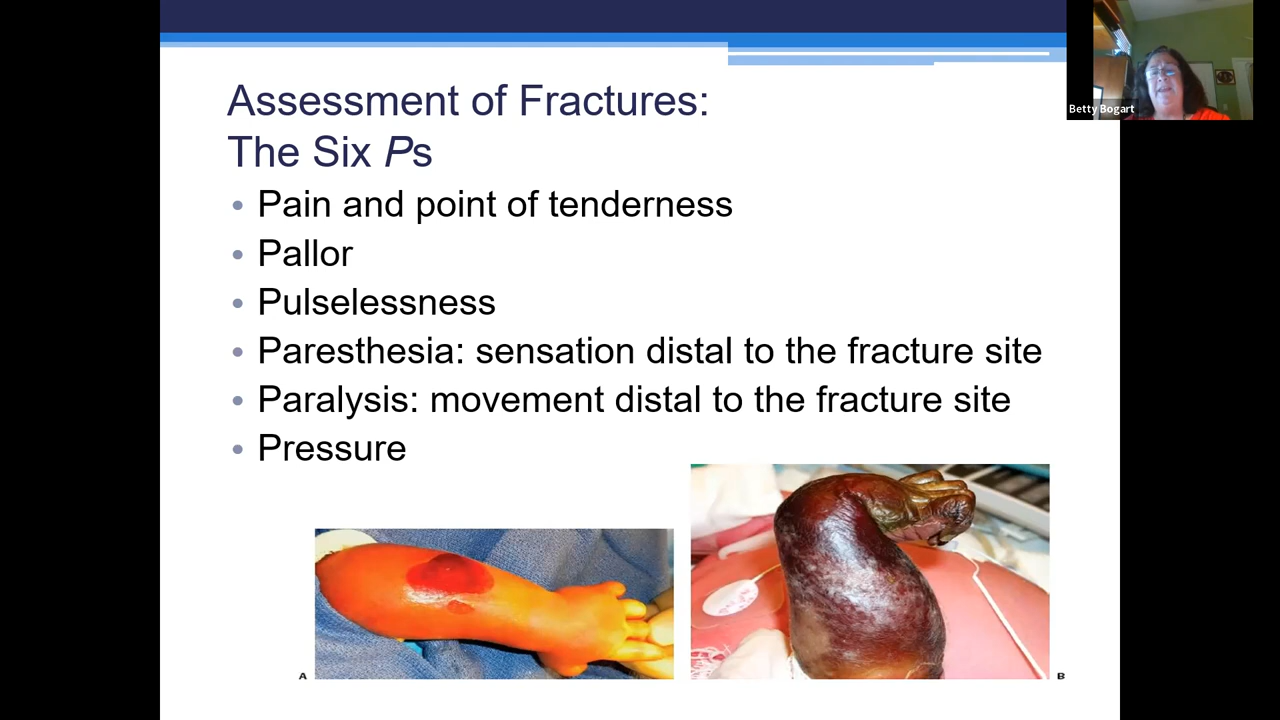 Assessment of Fractures:
The Six Ps
• Pain and point of tenderness
• Pallor
• Pulselessness
• Paresthesia: sensation distal to the fracture site
• Paralysis: movement distal to the fracture site
• Pressure
A
B
Betty Bogart